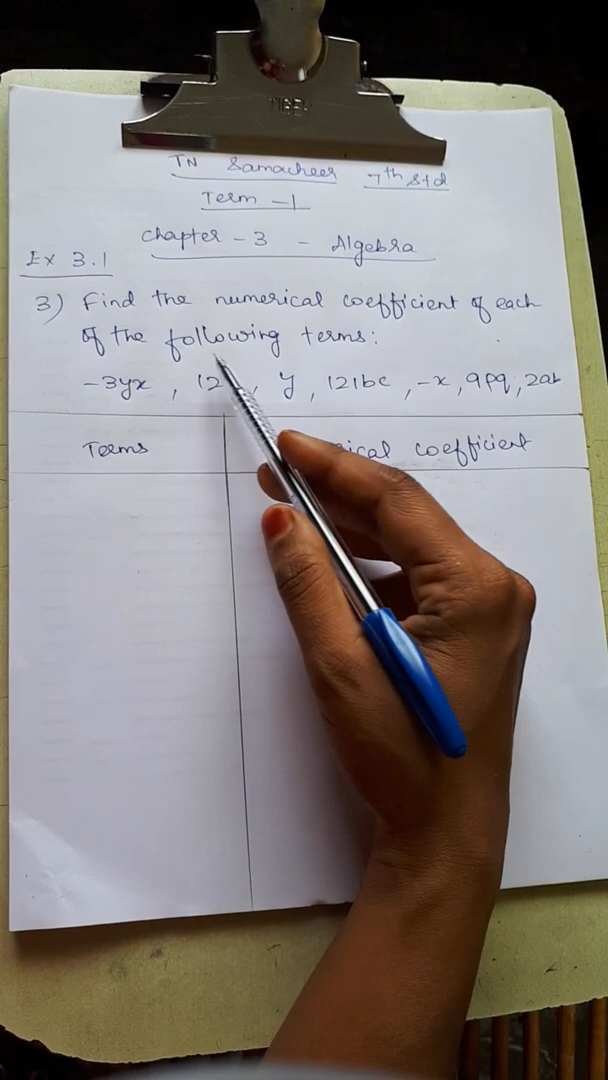 TIGER
TN Samacheer 7th Std
Term -1
Chapter - 3 - Algebra
Ex 3.1
3) Find the numerical coefficient of each
of the following terms:
-3yx , 12 , y , 121bc , -x, 9pq, 2ab
Terms ical coefficient